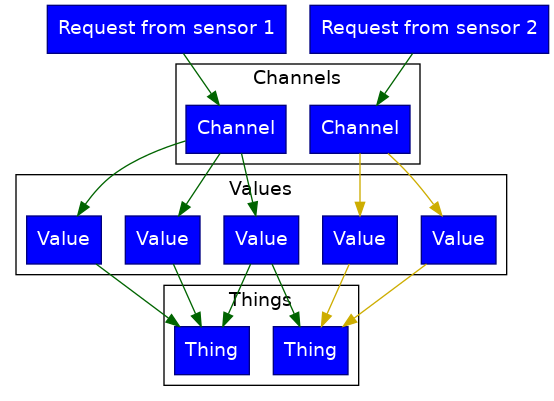 Request from sensor 1
Request from sensor 2
Channels
Channel
Channel
Values
Value
Value
Value
Value
Value
Things
Thing
Thing